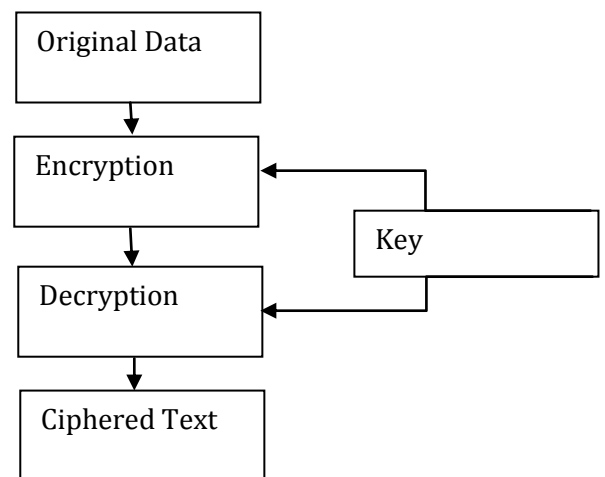 Original Data
Encryption
Key
Decryption
Ciphered Text